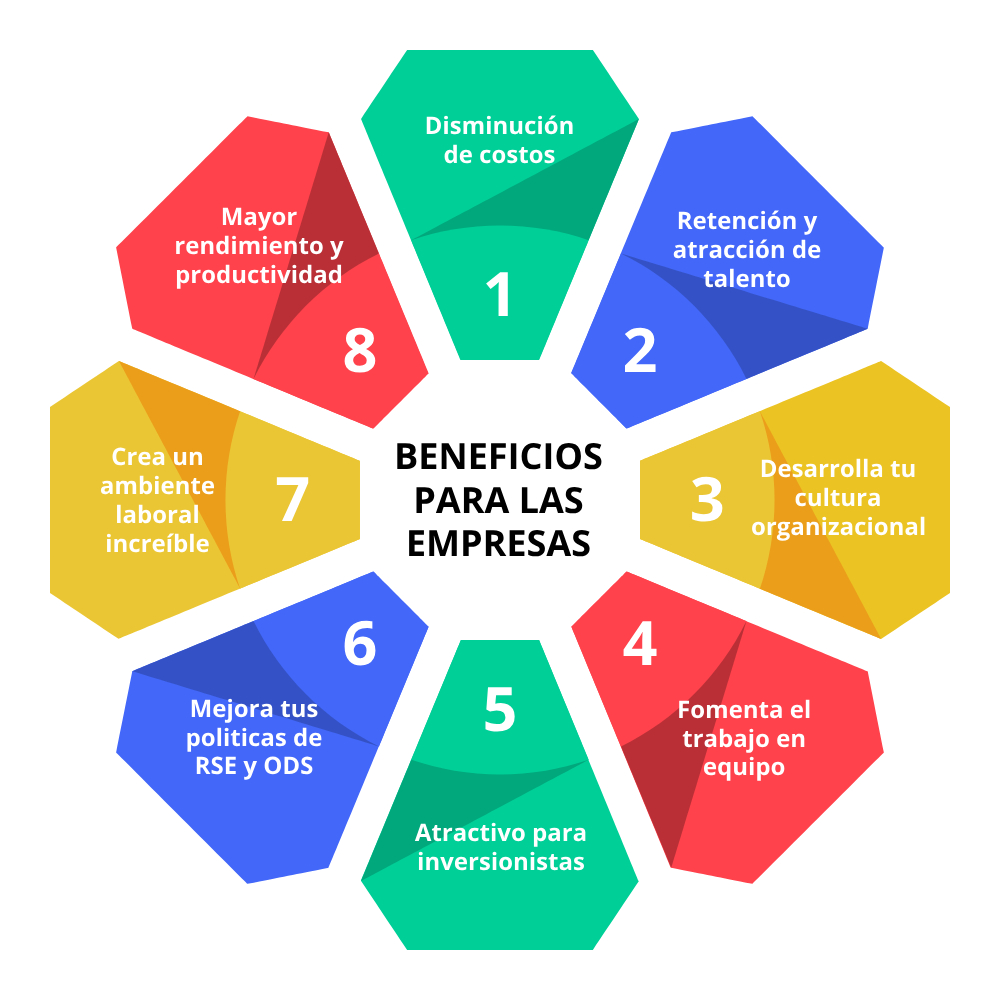 BENEFICIOS
PARA LAS
EMPRESAS
Disminución
de costos
1
Retención y
atracción de
talento
2
3
Desarrolla tu
cultura
organizacional
4
Fomenta el
trabajo en
equipo
5
Atractivo para
inversionistas
6
Mejora tus
politicas de
RSE y ODS
7
Crea un
ambiente
laboral
increíble
8
Mayor
rendimiento y
productividad